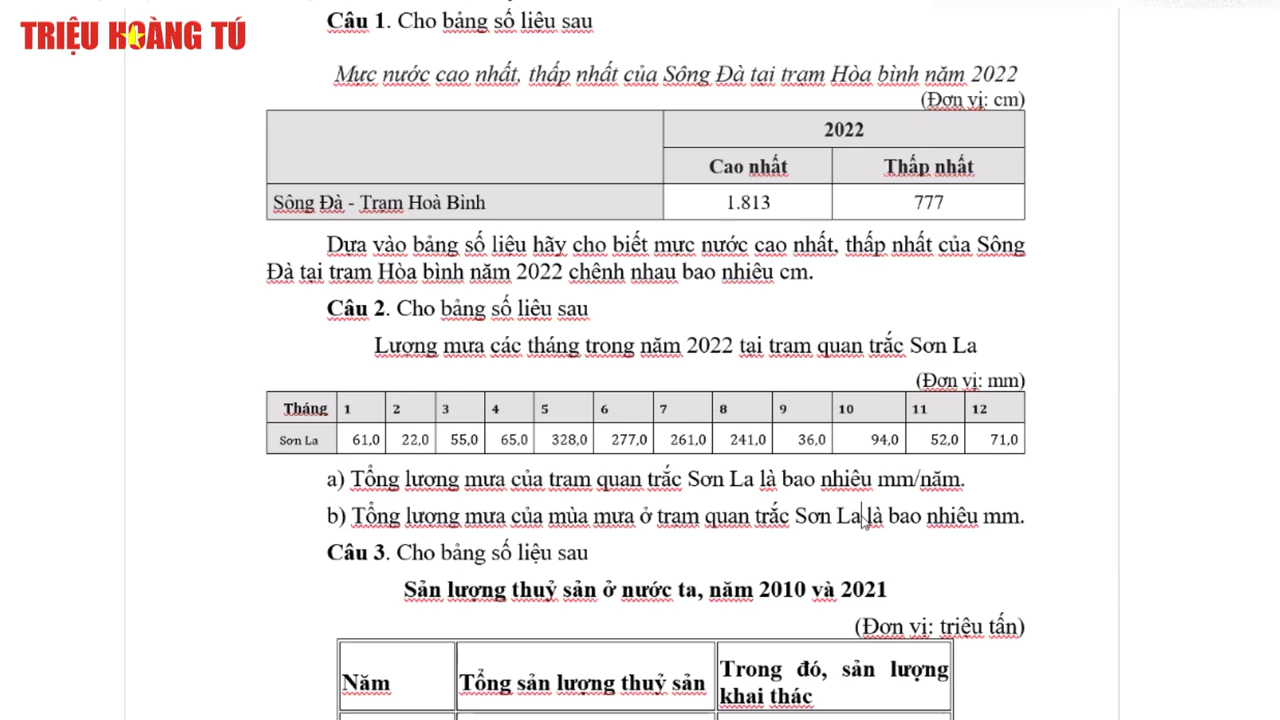 TRIỆU HOÀNG TÚ
Câu 1. Cho bảng số liệu sau
Mực nước cao nhất, thấp nhất của Sông Đà tại trạm Hòa bình năm 2022
(Đơn vị: cm)
2022
Cao nhất Thấp nhất
Sông Đà - Trạm Hoà Bình 1.813 777
Dựa vào bảng số liệu hãy cho biết mực nước cao nhất, thấp nhất của Sông
Đà tại trạm Hòa bình năm 2022 chênh nhau bao nhiêu cm.
Câu 2. Cho bảng số liệu sau
Lượng mưa các tháng trong năm 2022 tại trạm quan trắc Sơn La
(Đơn vị: mm)
Tháng 1 2 3 4 5 6 7 8 9 10 11 12
Sơn La 61,0 22,0 55,0 65,0 328,0 277,0 261,0 241,0 36,0 94,0 52,0 71,0
a) Tổng lượng mưa của trạm quan trắc Sơn La là bao nhiêu mm/năm.
b) Tổng lượng mưa của mùa mưa ở trạm quan trắc Sơn La là bao nhiêu mm.
Câu 3. Cho bảng số liệu sau
Sản lượng thuỷ sản ở nước ta, năm 2010 và 2021
(Đơn vị: triệu tấn)
Năm Tổng sản lượng thuỷ sản Trong đó, sản lượng
khai thác